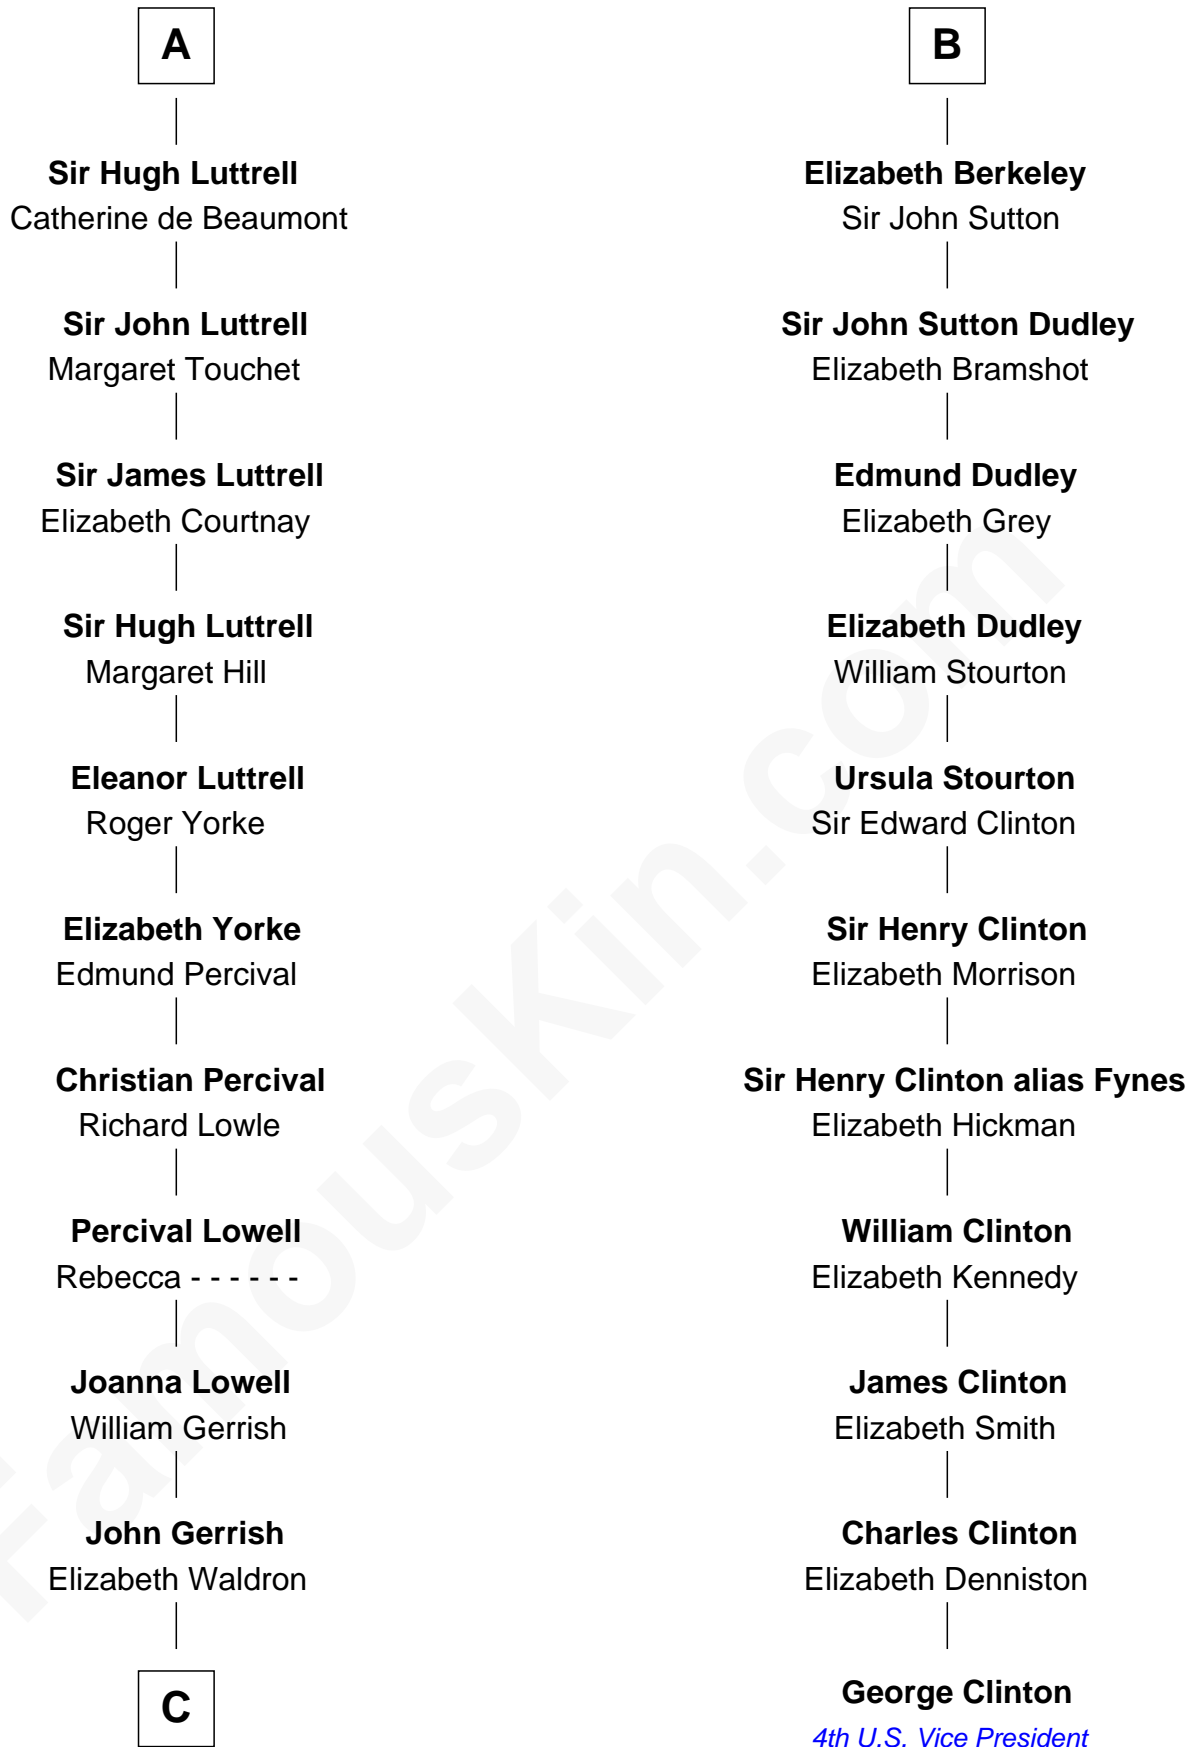 A
Sir Hugh Luttrell
Catherine de Beaumont
Sir John Luttrell
Margaret Touchet
Sir James Luttrell
Elizabeth Courtnay
Sir Hugh Luttrell
Margaret Hill
Eleanor Luttrell
Roger Yorke
Elizabeth Yorke
Edmund Percival
Christian Percival
Richard Lowle
Percival Lowell
Rebecca - - - - - -
Joanna Lowell
William Gerrish
John Gerrish
Elizabeth Waldron
C
B
Elizabeth Berkeley
Sir John Sutton
Sir John Sutton Dudley
Elizabeth Bramshot
Edmund Dudley
Elizabeth Grey
Elizabeth Dudley
William Stourton
Ursula Stourton
Sir Edward Clinton
Sir Henry Clinton
Elizabeth Morrison
Sir Henry Clinton alias Fynes
Elizabeth Hickman
William Clinton
Elizabeth Kennedy
James Clinton
Elizabeth Smith
Charles Clinton
Elizabeth Denniston
George Clinton
4th U.S. Vice President
FamousKin.com